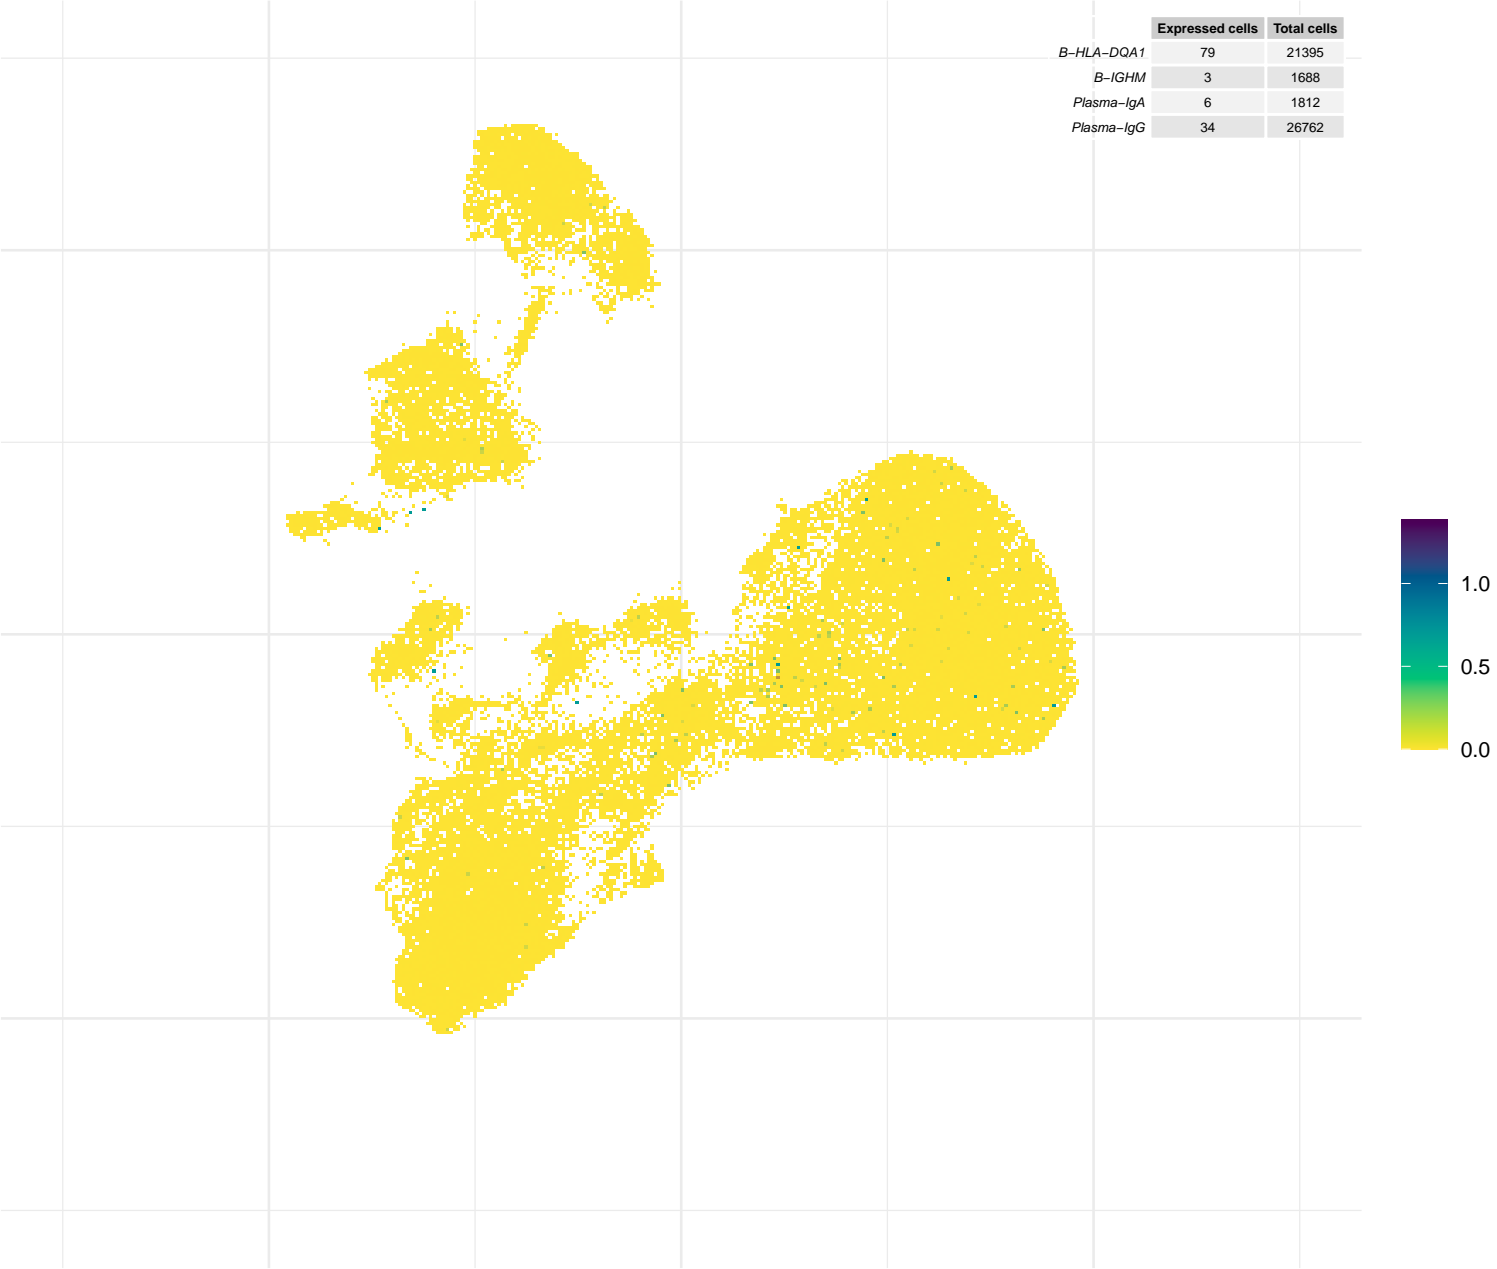 Expressed cells Total cells
B−HLA−DQA1 79 21395
B−IGHM 3 1688
Plasma−IgA 6 1812
Plasma−IgG 34 26762
1.0
0.5
0.0